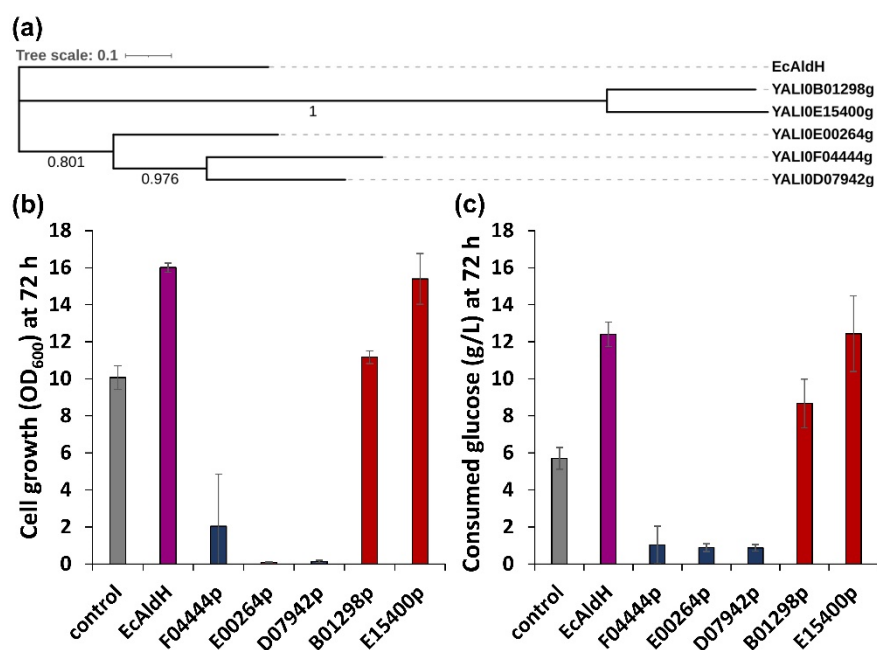 (a)
Tree scale: 0.1
EcAldH
YALI0B01298g
1
YALI0E15400g
YALI0E00264g
0.801
YALI0F04444g
0.976
YALI0D07942g
(b)
Cell growth (OD600) at 72 h
18
16
14
12
10
8
6
4
2
0
control
EcAldH
F04444p
E00264p
D07942p
B01298p
E15400p
(c)
Consumed glucose (g/L) at 72 h
18
16
14
12
10
8
6
4
2
0
control
EcAldH
F04444p
E00264p
D07942p
B01298p
E15400p